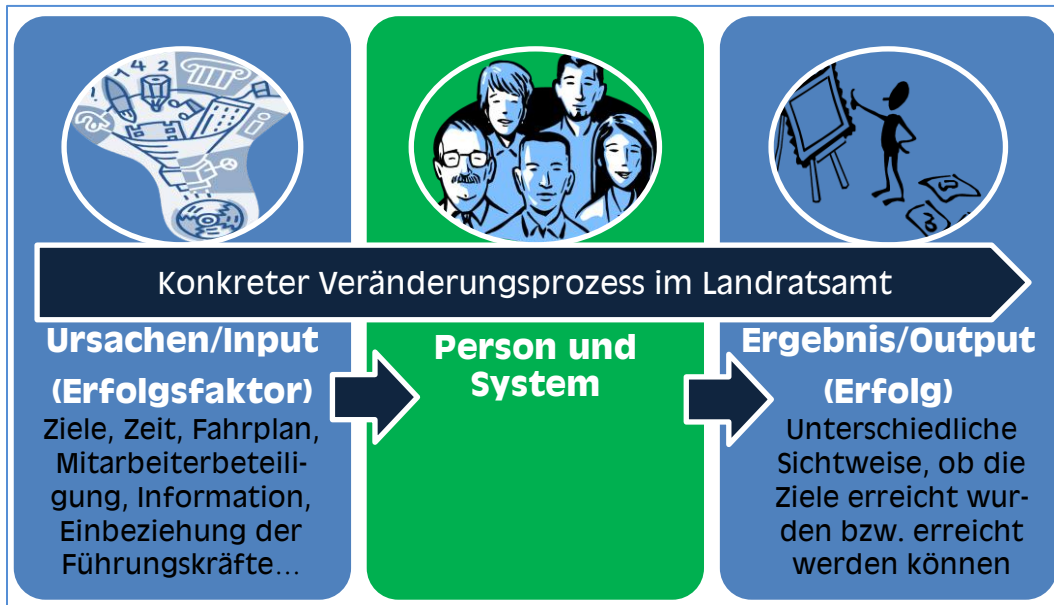 Konkreter Veränderungsprozess im Landratsamt
Ursachen/Input
(Erfolgsfaktor)
Ziele, Zeit, Fahrplan,
Mitarbeiterbeteili-
gung, Information,
Einbeziehung der
Führungskräfte...
Person und
System
Ergebnis/Output
(Erfolg)
Unterschiedliche
Sichtweise, ob die
Ziele erreicht wur-
den bzw. erreicht
werden können